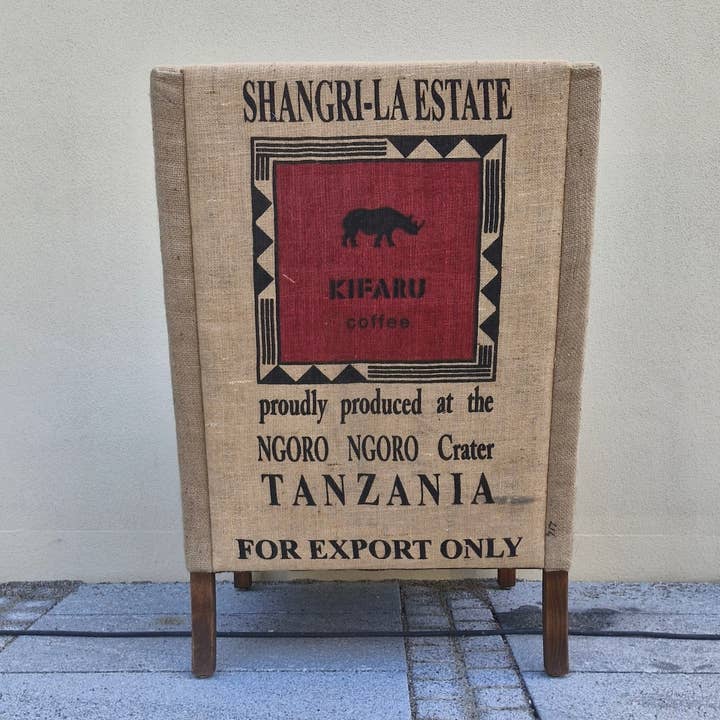 SHANGRI-LA ESTATE
KIFARU
coffee
proudly produced at the
NGORO NGORO Crater
TANZANIA
FOR EXPORT ONLY